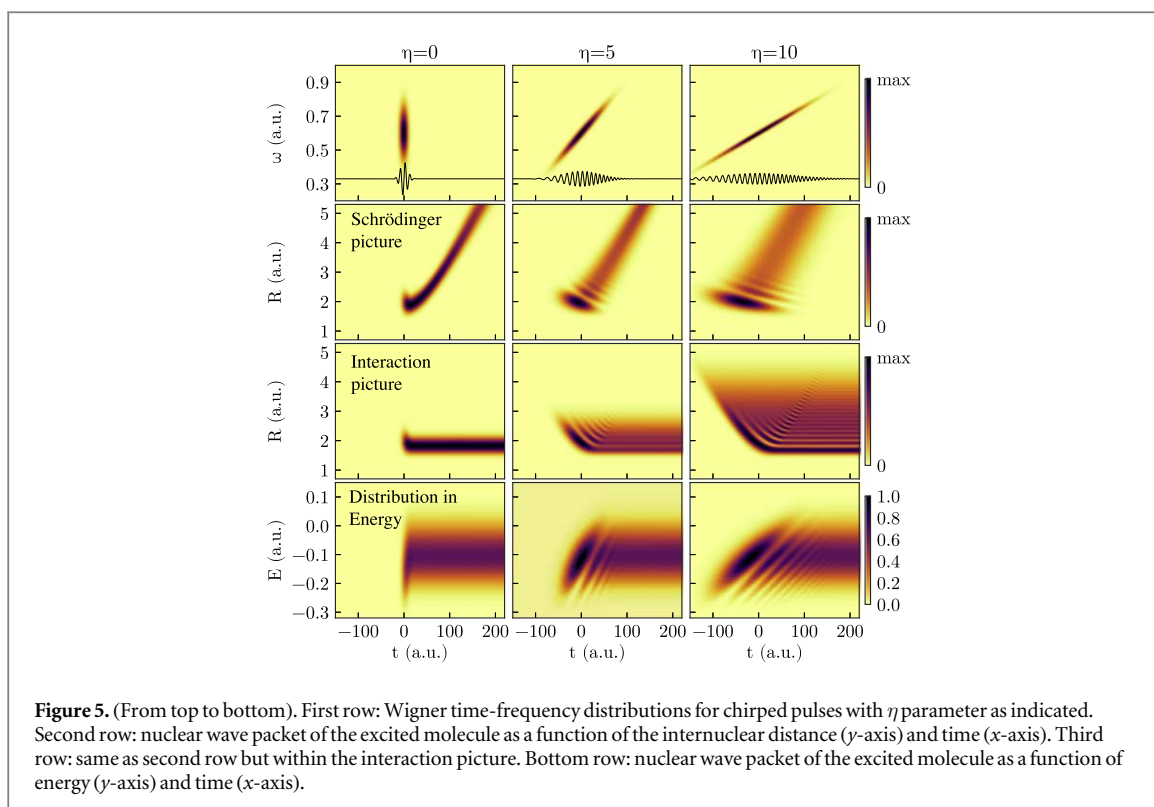 η=0 η=5 η=10
ω (a.u.)
0.9
0.7
0.5
0.3
max
0
Schrödinger
picture
R (a.u.)
5
4
3
2
1
max
0
Interaction
picture
R (a.u.)
5
4
3
2
1
max
0
Distribution in
Energy
E (a.u.)
0.1
0.0
−0.1
−0.2
−0.3
1.0
0.8
0.6
0.4
0.2
0.0
−100 0 100 200 −100 0 100 200 −100 0 100 200
t (a.u.) t (a.u.) t (a.u.)
Figure 5. (From top to bottom). First row: Wigner time-frequency distributions for chirped pulses with η parameter as indicated.
Second row: nuclear wave packet of the excited molecule as a function of the internuclear distance (y-axis) and time (x-axis). Third
row: same as second row but within the interaction picture. Bottom row: nuclear wave packet of the excited molecule as a function of
energy (y-axis) and time (x-axis).